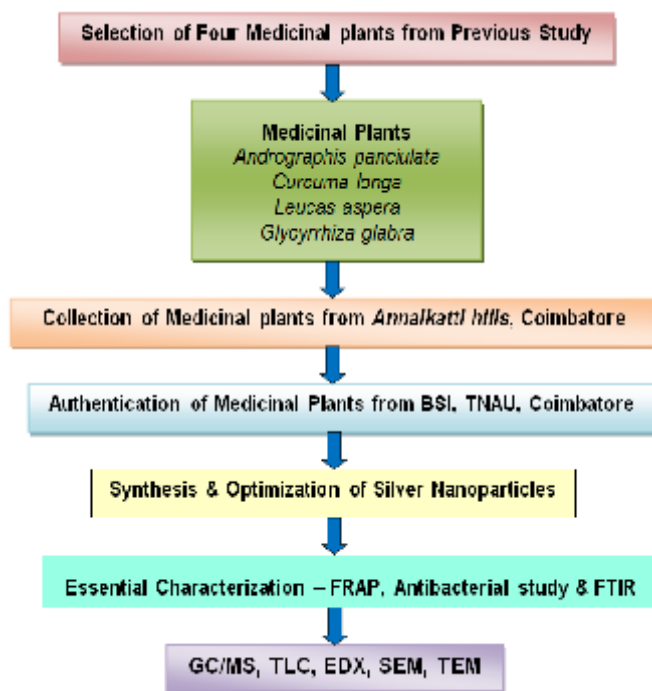 Selection of Four Medicinal plants from Previous Study
Medicinal Plants
Andrographis panciulata
Curcuma longa
Leucas aspera
Glycyrrhiza glabra
Collection of Medicinal plants from Annaikatti hills, Coimbatore
Authentication of Medicinal Plants from BSI, TNAU, Coimbatore
Synthesis & Optimization of Silver Nanoparticles
Essential Characterization – FRAP, Antibacterial study & FTIR
GC/MS, TLC, EDX, SEM, TEM